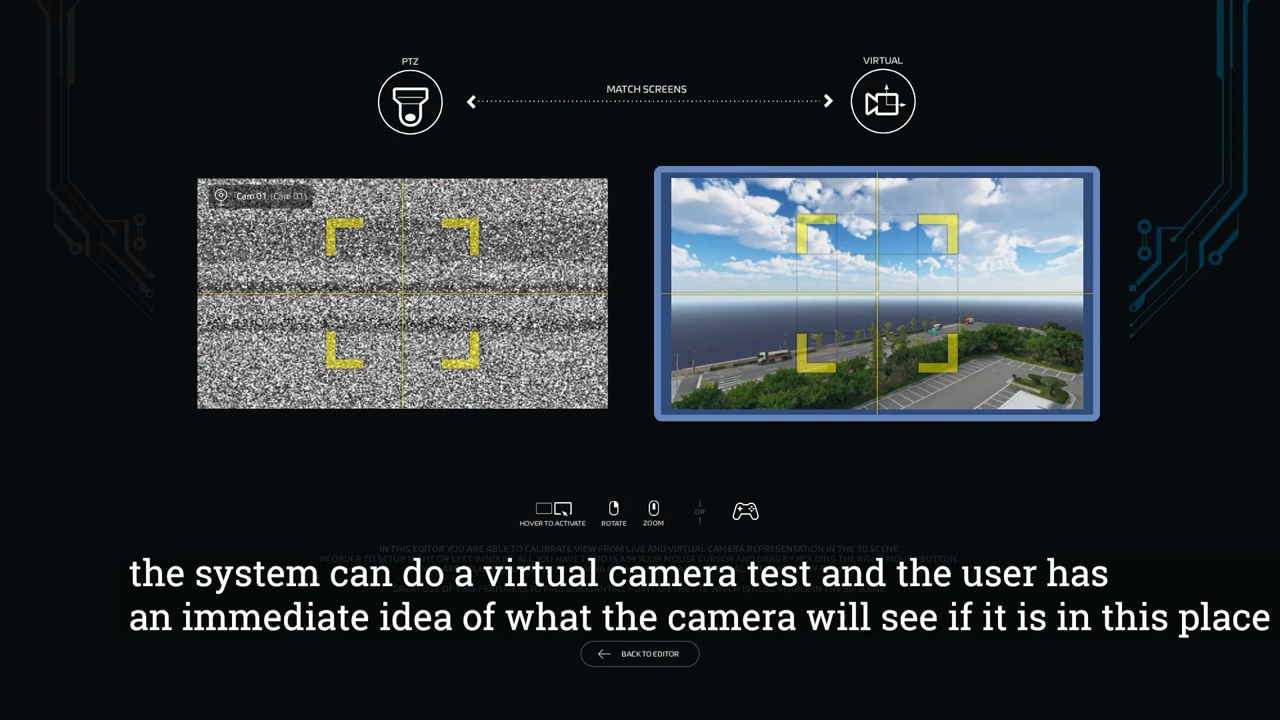 PTZ
VIRTUAL
MATCH SCREENS
Cam 01 (Cam 01)
HOVER TO ACTIVATE
ROTATE
ZOOM
OR
IN THIS EDITOR YOU ARE ABLE TO CALIBRATE VIEW FROM LIVE AND VIRTUAL CAMERA REPRESENTATION IN THE 3D SCENE.
the system can do a virtual camera test and the user has
an immediate idea of what the camera will see if it is in this place
BACK TO EDITOR